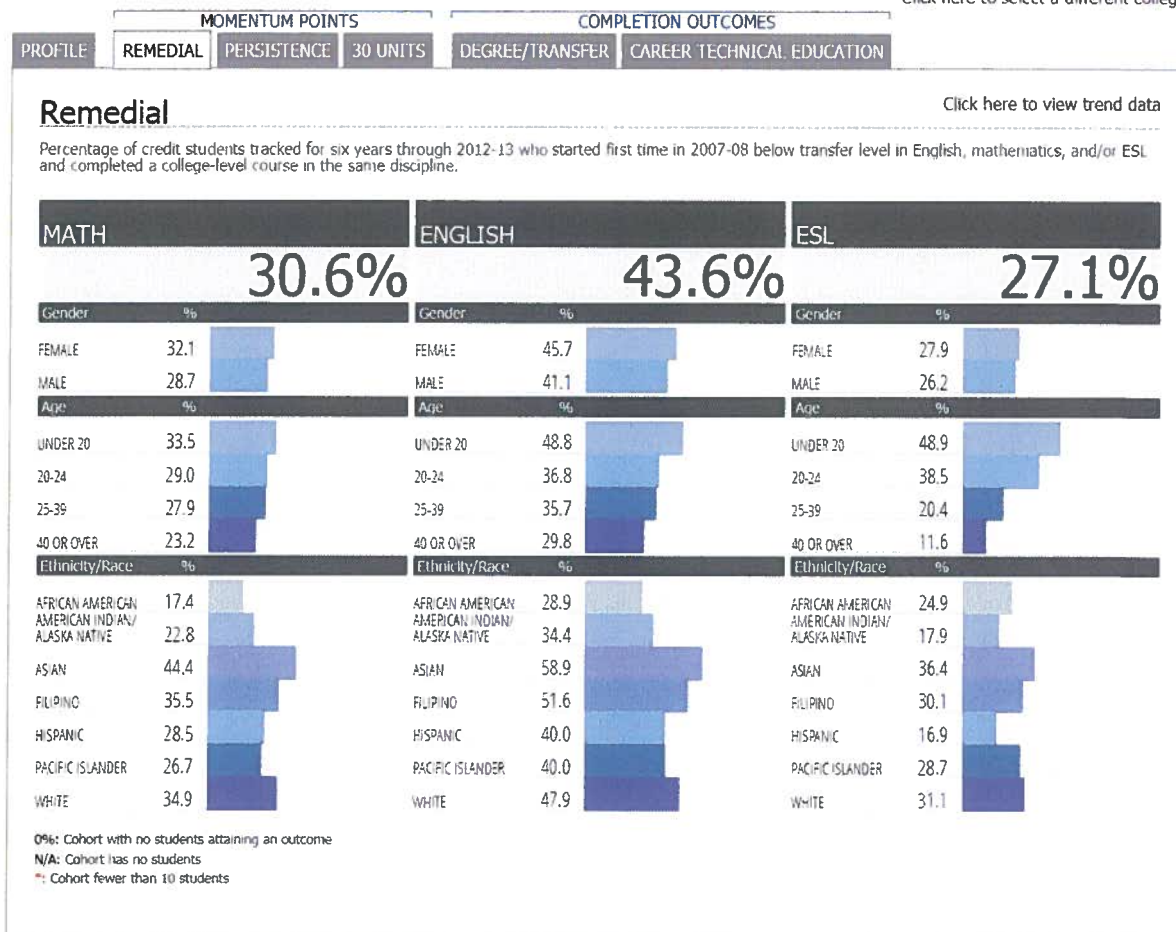 Click here to select a different colleg
MOMENTUM POINTS
COMPLETION OUTCOMES
PROFILE
REMEDIAL
PERSISTENCE
30 UNITS
DEGREE/TRANSFER
CAREER TECHNICAL EDUCATION
Remedial
Click here to view trend data
Percentage of credit students tracked for six years through 2012-13 who started first time in 2007-08 below transfer level in English, mathematics, and/or ESL
and completed a college-level course in the same discipline.
MATH
30.6%
Gender %
FEMALE 32.1
MALE 28.7
Age %
UNDER 20 33.5
20-24 29.0
25-39 27.9
40 OR OVER 23.2
Ethnicity/Race %
AFRICAN AMERICAN 17.4
AMERICAN INDIAN/
ALASKA NATIVE 22.8
ASIAN 44.4
FILIPINO 35.5
HISPANIC 28.5
PACIFIC ISLANDER 26.7
WHITE 34.9
ENGLISH
43.6%
Gender %
FEMALE 45.7
MALE 41.1
Age %
UNDER 20 48.8
20-24 36.8
25-39 35.7
40 OR OVER 29.8
Ethnicity/Race %
AFRICAN AMERICAN 28.9
AMERICAN INDIAN/
ALASKA NATIVE 34.4
ASIAN 58.9
FILIPINO 51.6
HISPANIC 40.0
PACIFIC ISLANDER 40.0
WHITE 47.9
ESL
27.1%
Gender %
FEMALE 27.9
MALE 26.2
Age %
UNDER 20 48.9
20-24 38.5
25-39 20.4
40 OR OVER 11.6
Ethnicity/Race %
AFRICAN AMERICAN 24.9
AMERICAN INDIAN/
ALASKA NATIVE 17.9
ASIAN 36.4
FILIPINO 30.1
HISPANIC 16.9
PACIFIC ISLANDER 28.7
WHITE 31.1
0%: Cohort with no students attaining an outcome
N/A: Cohort has no students
*: Cohort fewer than 10 students